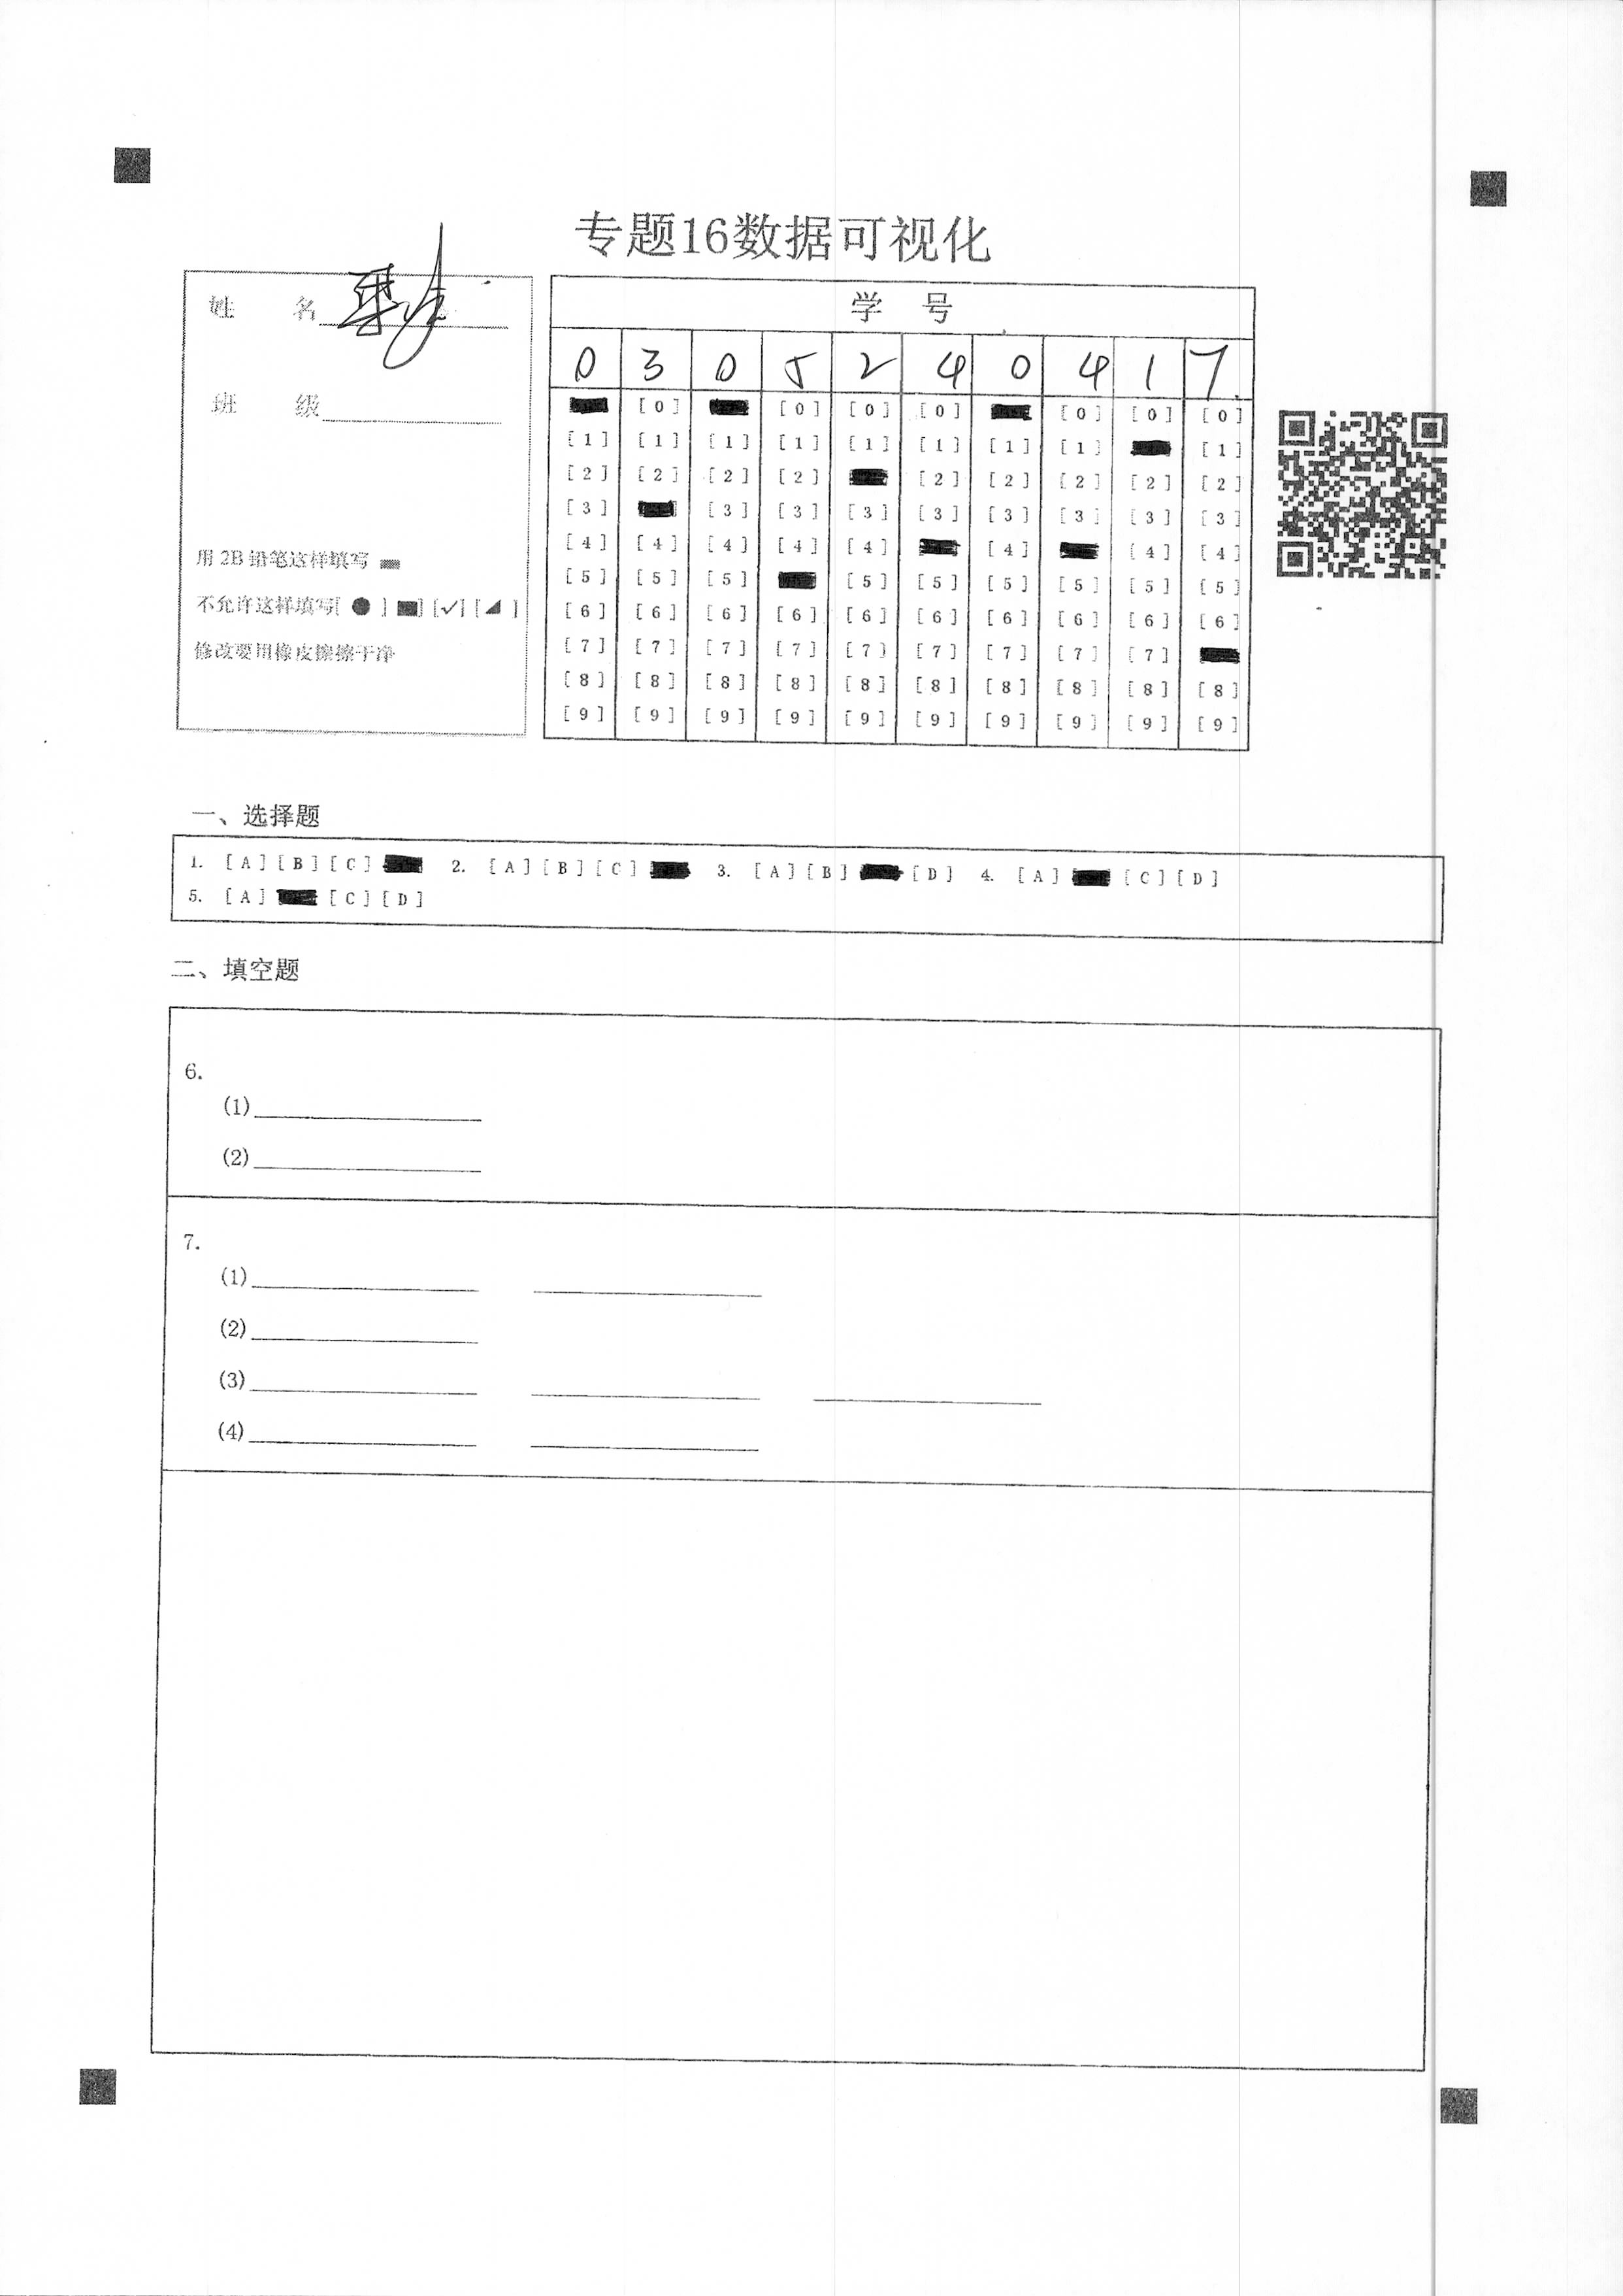 专题16数据可视化
姓 名
班 级
用 2B 铅笔这样填写
不允许这样填写[ ● ] [■] [✓] [◢ ]
修改要用橡皮擦擦干净
学 号
0 3 0 5 2 4 0 4 1 7
[0] [0] [0] [0] [0] [0] [0]
[1] [1] [1] [1] [1] [1] [1] [1] [1]
[2] [2] [2] [2] [2] [2] [2] [2] [2]
[3] [3] [3] [3] [3] [3] [3] [3] [3]
[4] [4] [4] [4] [4] [4] [4] [4]
[5] [5] [5] [5] [5] [5] [5] [5] [5]
[6] [6] [6] [6] [6] [6] [6] [6] [6] [6]
[7] [7] [7] [7] [7] [7] [7] [7] [7]
[8] [8] [8] [8] [8] [8] [8] [8] [8] [8]
[9] [9] [9] [9] [9] [9] [9] [9] [9] [9]
一、选择题
1. [A] [B] [C] 2. [A] [B] [C] 3. [A] [B] [D] 4. [A] [C] [D]
5. [A] [C] [D]
二、填空题
6.
(1)
(2)
7.
(1)
(2)
(3)
(4)